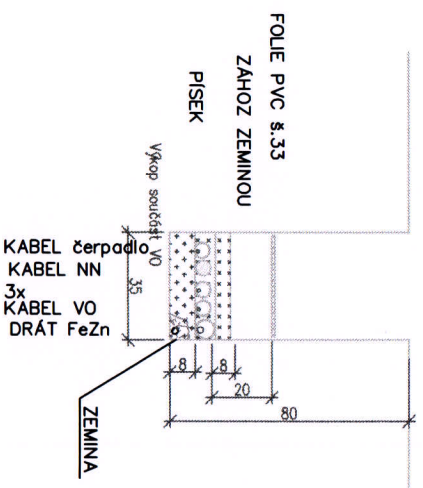 FOLIE PVC š.33
ZÁHOZ ZEMINOU
PÍSEK
Výkop součást VO
KABEL čerpadlo
KABEL NN
3x
KABEL VO
DRÁT FeZn
35
8
8
20
80
ZEMINA